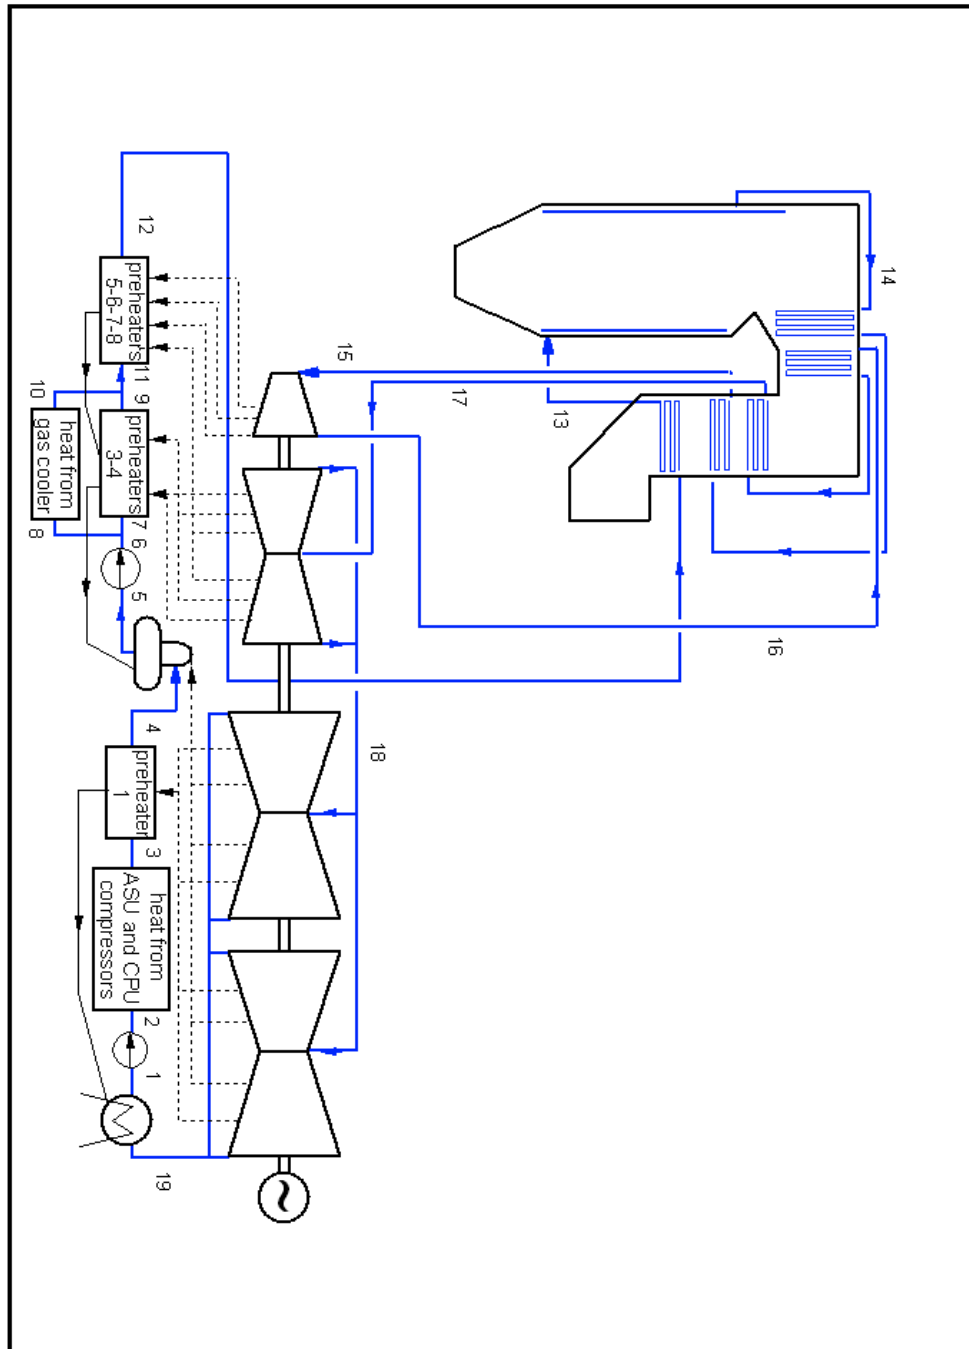 12
preheaters
5-6-7-8
14
11
15
10
9
17
heat from
gas cooler
preheaters
3-4
13
8
7
6
5
16
4
18
preheater
1
3
heat from
ASU and CPU
compressors
2
1
19
~